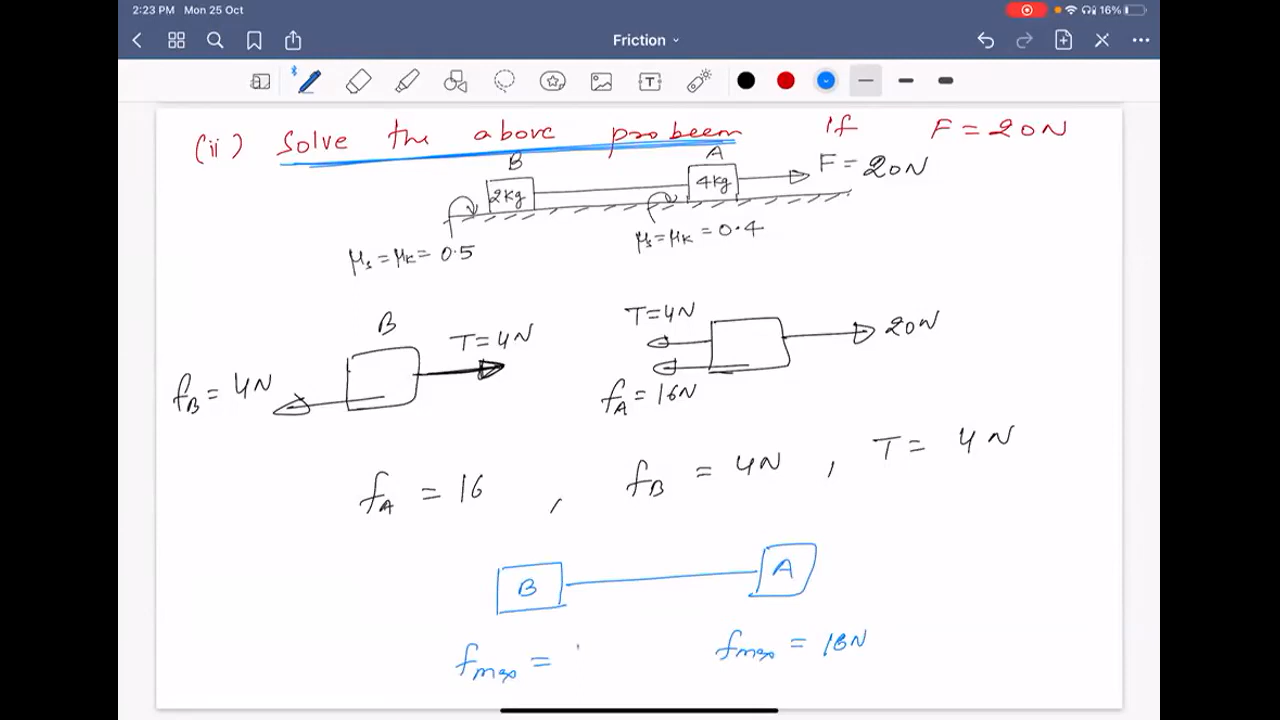 2:23 PM Mon 25 Oct
16%
Friction
T
(ii) Solve the above probeem If F = 20N
B A
2kg 4kg F = 20N
μs = μK = 0.5 μs = μK = 0.4
B
T = 4N T = 4N 20N
fB = 4N fA = 16N
fA = 16 , fB = 4N , T = 4N
B A
fmax = fmax = 16N